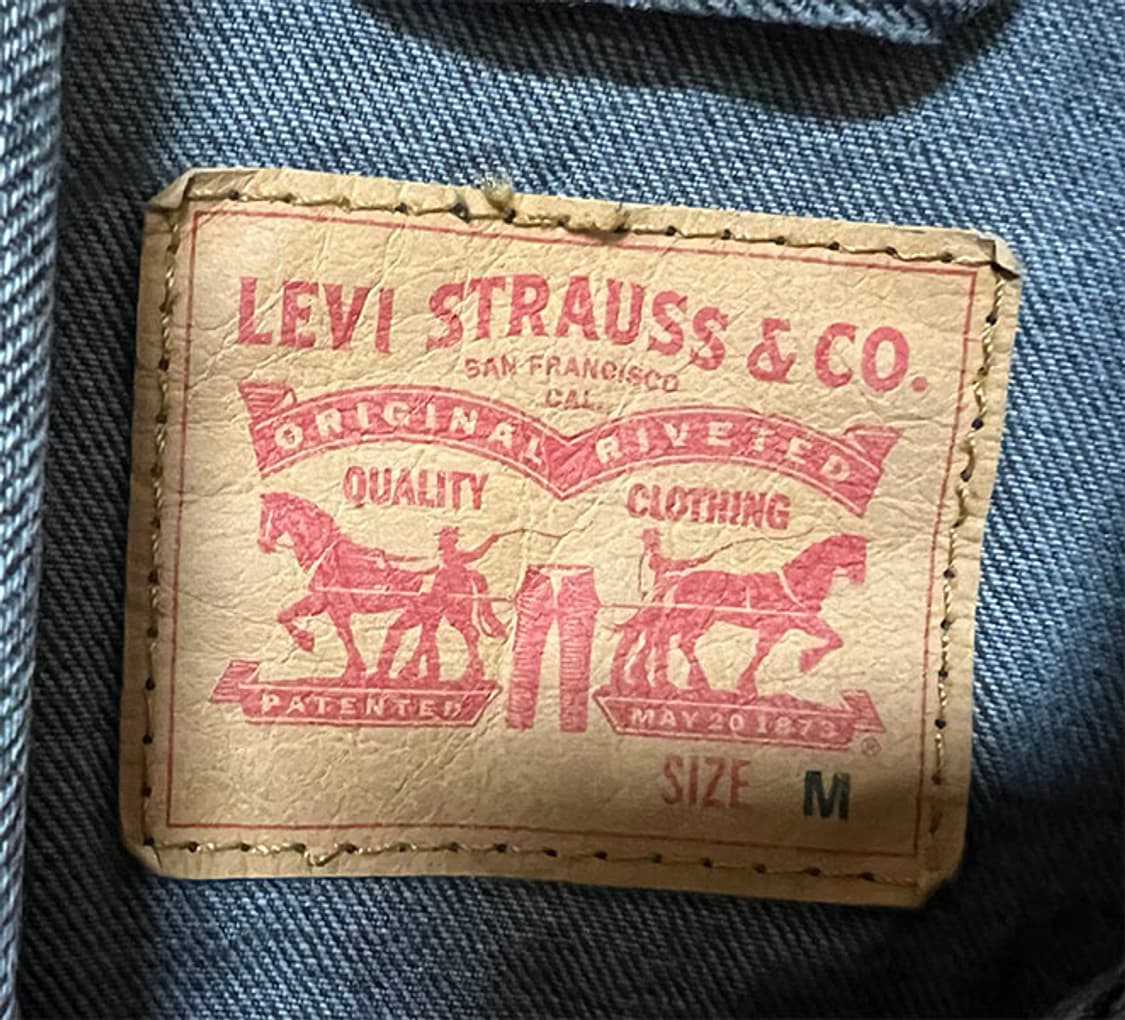 LEVI STRAUSS & CO.
SAN FRANCISCO
CAL.
ORIGINAL RIVETED
QUALITY CLOTHING
PATENTED MAY 20 1873
®
SIZE M